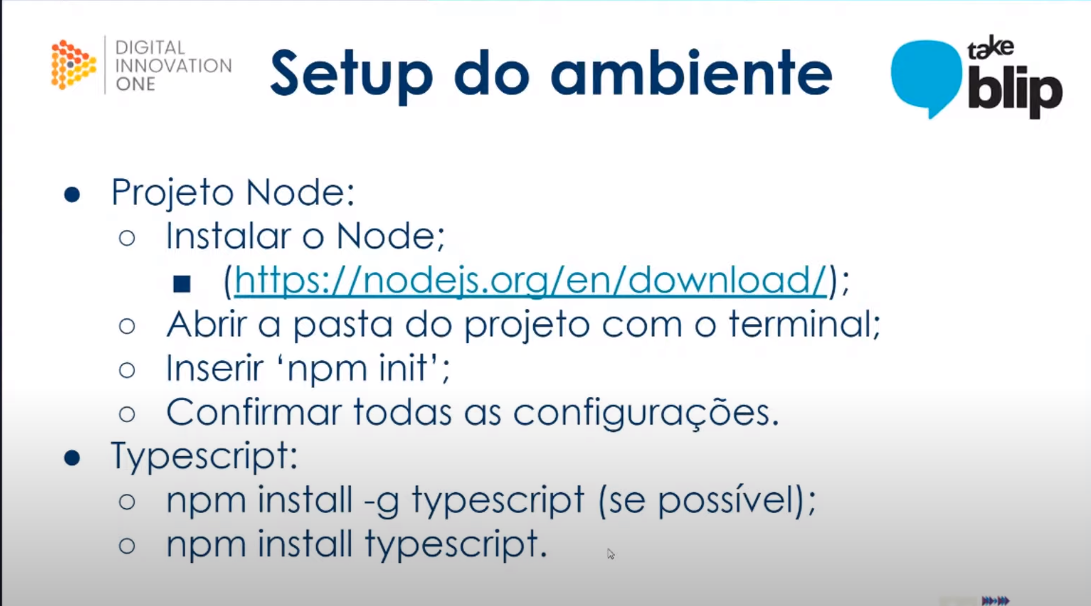 DIGITAL
INNOVATION
ONE
Setup do ambiente
take
blip
● Projeto Node:
○ Instalar o Node;
■ (https://nodejs.org/en/download/);
○ Abrir a pasta do projeto com o terminal;
○ Inserir ‘npm init’;
○ Confirmar todas as configurações.
● Typescript:
○ npm install -g typescript (se possível);
○ npm install typescript.